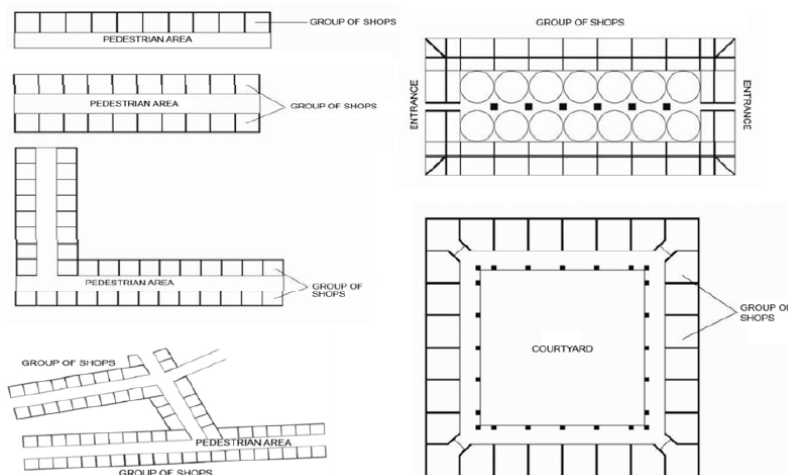 GROUP OF SHOPS
PEDESTRIAN AREA
PEDESTRIAN AREA
GROUP OF SHOPS
PEDESTRIAN AREA
GROUP OF
SHOPS
GROUP OF SHOPS
PEDESTRIAN AREA
GROUP OF SHOPS
GROUP OF SHOPS
ENTRANCE
ENTRANCE
COURTYARD
GROUP OF
SHOPS